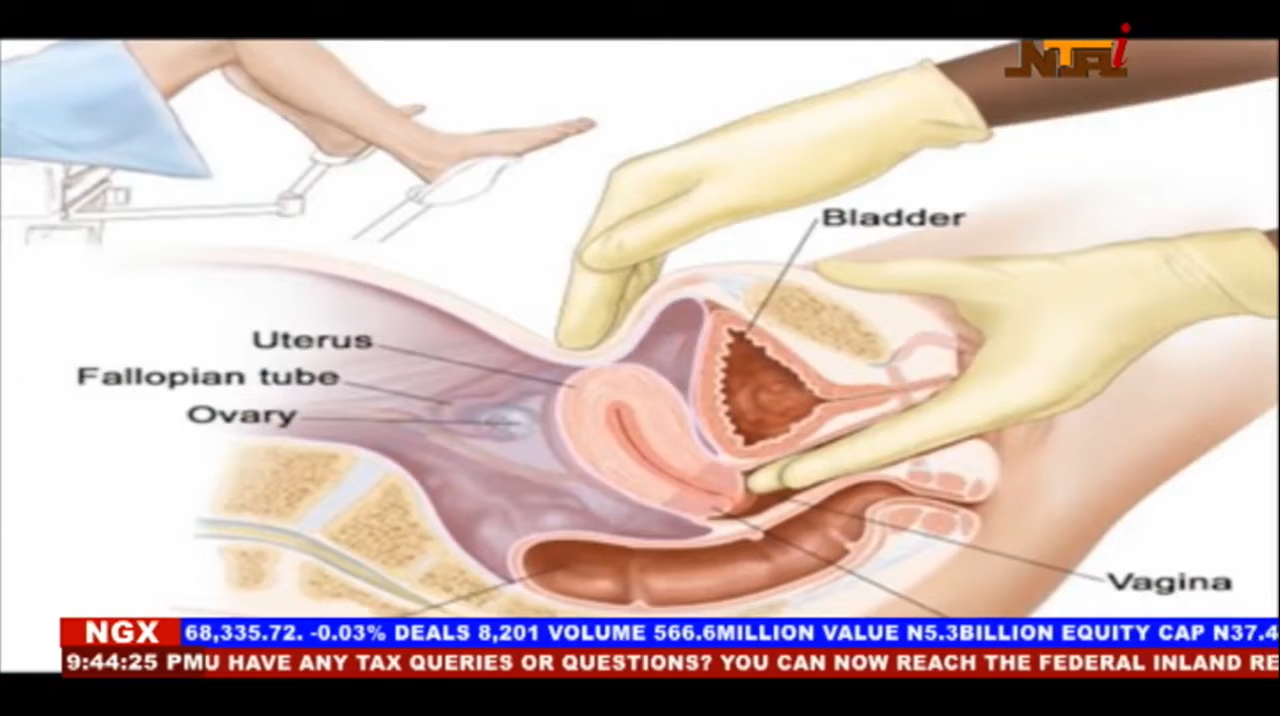 NTAi
Bladder
Uterus
Fallopian tube
Ovary
Vagina
NGX 68,335.72. -0.03% DEALS 8,201 VOLUME 566.6MILLION VALUE N5.3BILLION EQUITY CAP N37.4
9:44:25 PM U HAVE ANY TAX QUERIES OR QUESTIONS? YOU CAN NOW REACH THE FEDERAL INLAND RE